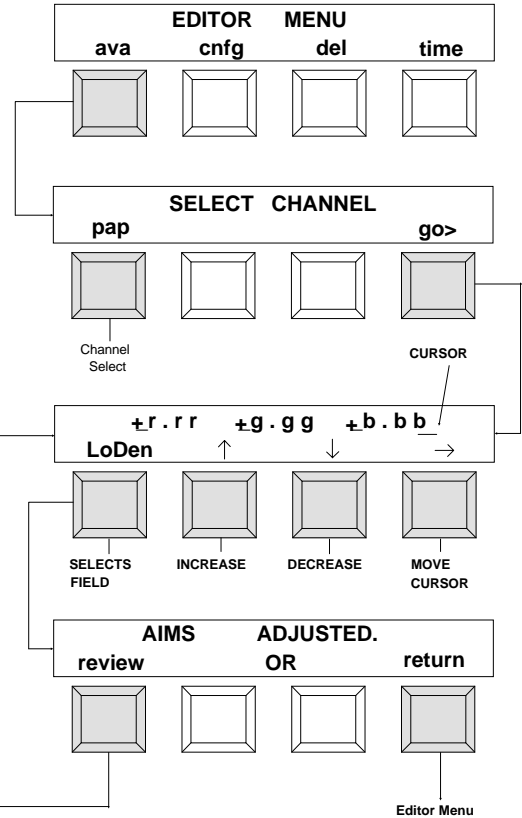 EDITOR MENU
ava cnfg del time
SELECT CHANNEL
pap go>
Channel
Select
CURSOR
±r.rr ±g.gg ±b.bb_
LoDen ↑ ↓ →
SELECTS
FIELD
INCREASE
DECREASE
MOVE
CURSOR
AIMS ADJUSTED.
review OR return
Editor Menu